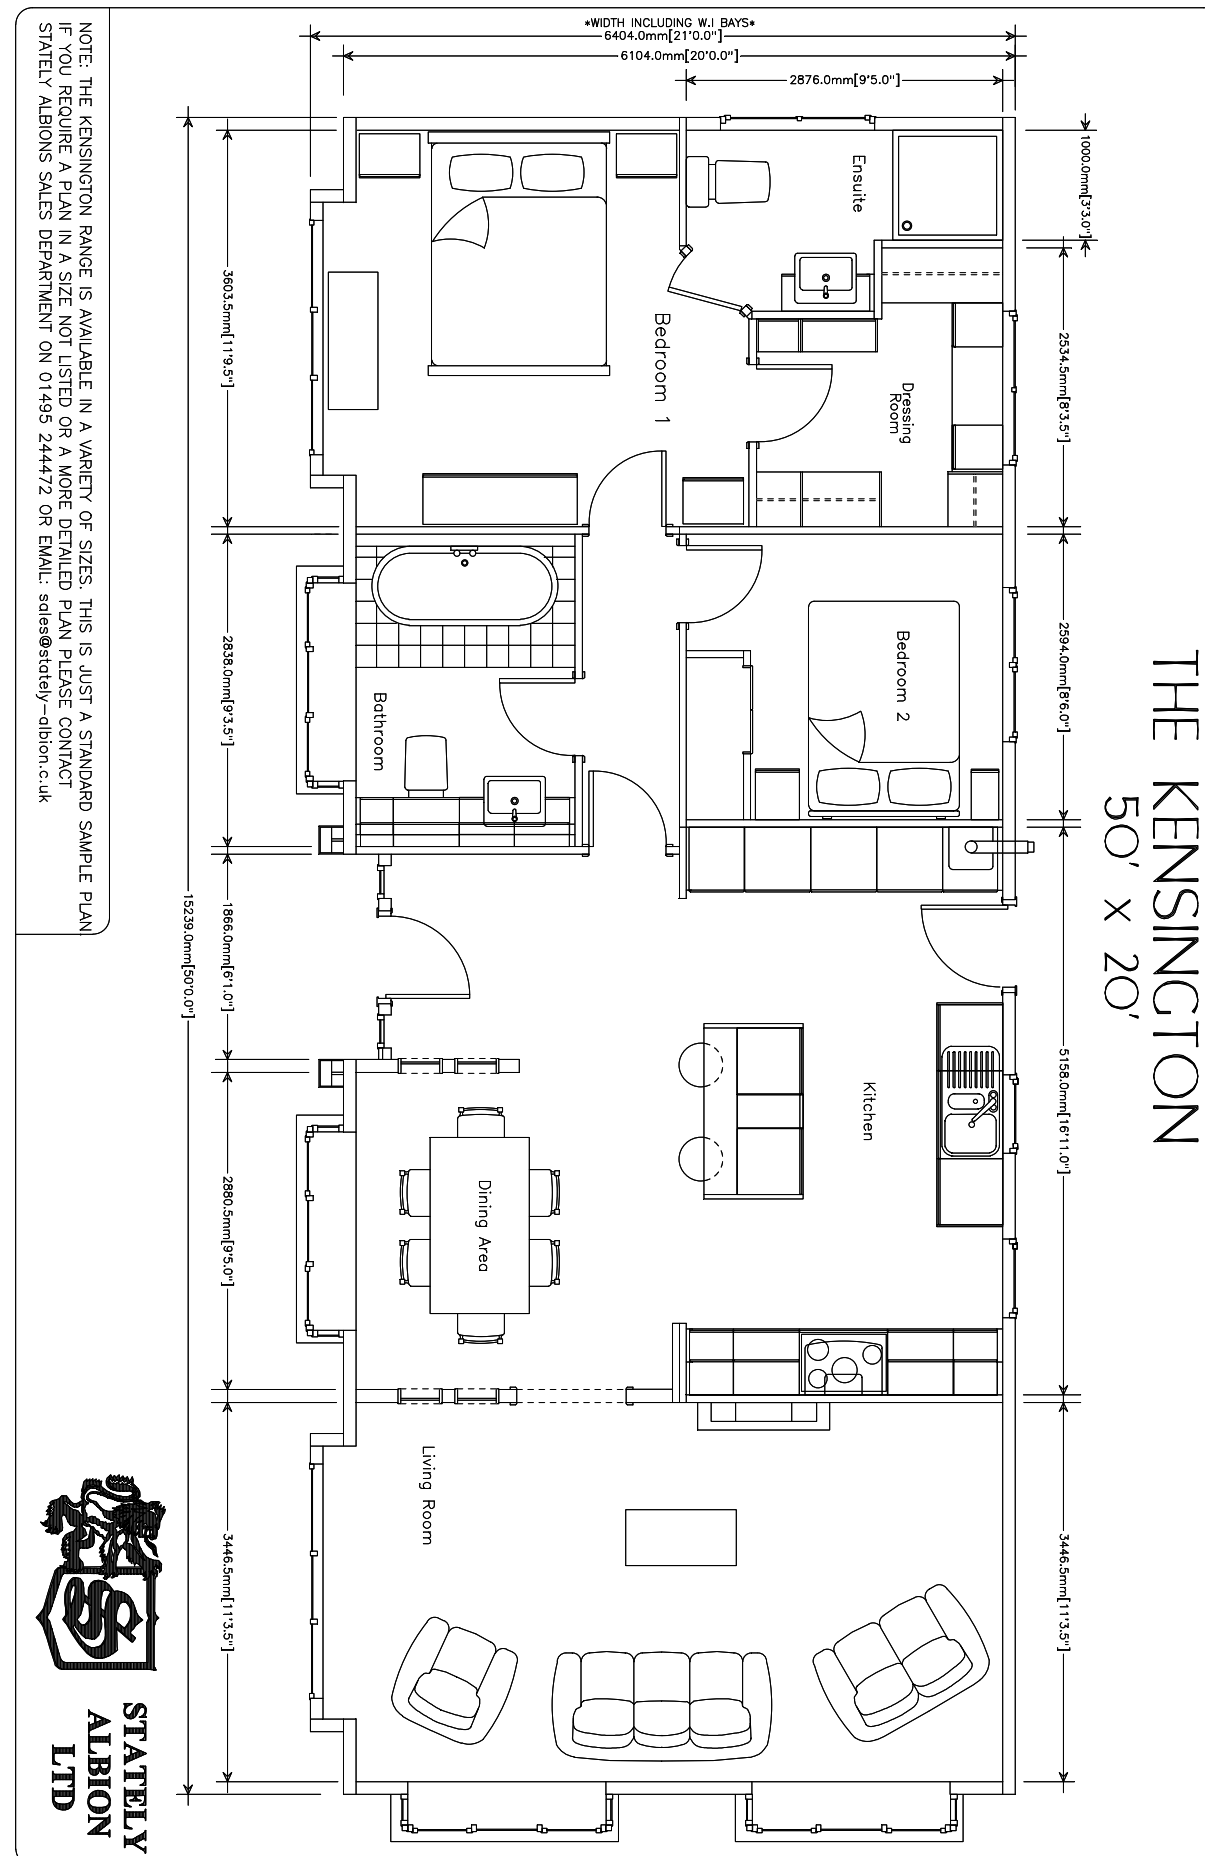 THE KENSINGTON
50' x 20'
1000.0mm[3'3.0"]
2534.5mm[8'3.5"]
2594.0mm[8'6.0"]
5158.0mm[16'11.0"]
3446.5mm[11'3.5"]
2876.0mm[9'5.0"]
6104.0mm[20'0.0"]
*WIDTH INCLUDING W.I BAYS*
6404.0mm[21'0.0"]
Ensuite
Dressing
Room
Bedroom 2
Kitchen
Bedroom 1
Bathroom
Dining Area
Living Room
3603.5mm[11'9.5"]
2838.0mm[9'3.5"]
1866.0mm[6'1.0"]
2880.5mm[9'5.0"]
3446.5mm[11'3.5"]
15239.0mm[50'0.0"]
NOTE: THE KENSINGTON RANGE IS AVAILABLE IN A VARIETY OF SIZES. THIS IS JUST A STANDARD SAMPLE PLAN
IF YOU REQUIRE A PLAN IN A SIZE NOT LISTED OR A MORE DETAILED PLAN PLEASE CONTACT
STATELY ALBIONS SALES DEPARTMENT ON 01495 244472 OR EMAIL: sales@stately-albion.c.uk
STATELY
ALBION
LTD